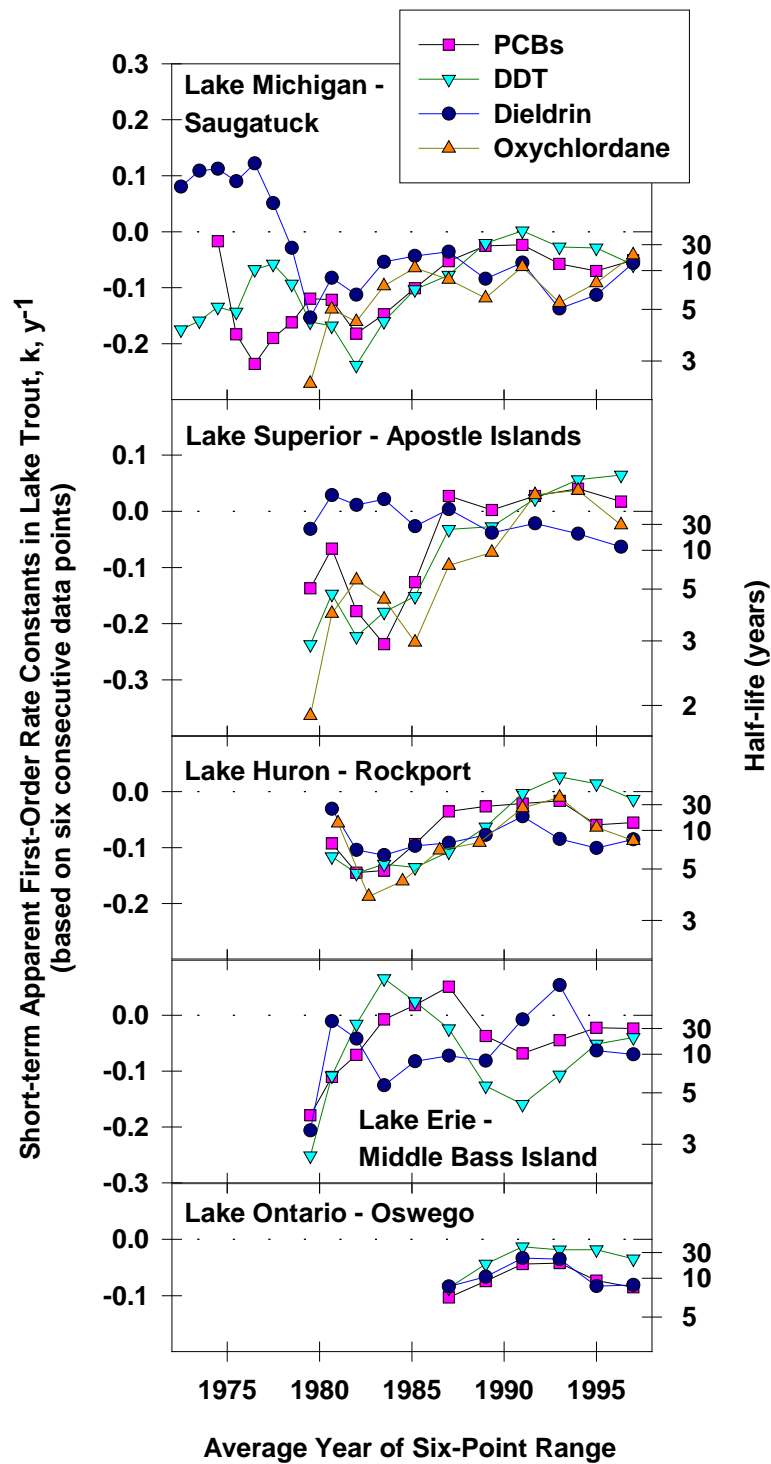 PCBs
DDT
Dieldrin
Oxychlordane
Short-term Apparent First-Order Rate Constants in Lake Trout, k, y-1
(based on six consecutive data points)
Half-life (years)
Lake Michigan -
Saugatuck
0.3
0.2
0.1
0.0
-0.1
-0.2
30
10
5
3
Lake Superior - Apostle Islands
0.1
0.0
-0.1
-0.2
-0.3
30
10
5
3
2
Lake Huron - Rockport
0.0
-0.1
-0.2
30
10
5
3
Lake Erie -
Middle Bass Island
0.0
-0.1
-0.2
-0.3
30
10
5
3
Lake Ontario - Oswego
0.0
-0.1
30
10
5
1975 1980 1985 1990 1995
Average Year of Six-Point Range